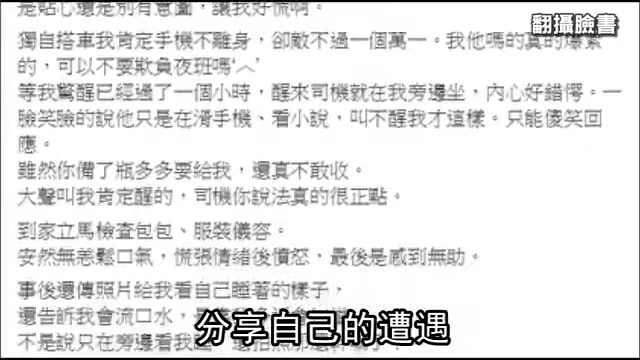 是貼心還是別有意圖，讓我好慌啊。
翻攝臉書
獨自搭車我肯定手機不離身，卻敵不過一個萬一。我他嗎的真的爆累
的，可以不要欺負夜班嗎'︿'
等我驚醒已經過了一個小時，醒來司機就在我旁邊坐，內心好錯愕。一
臉笑臉的說他只是在滑手機、看小說，叫不醒我才這樣。只能傻笑回
應。
雖然你備了瓶多多要給我，還真不敢收。
大聲叫我肯定醒的，司機你說法真的很正點。
到家立馬檢查包包、服裝儀容。
安然無恙鬆口氣，慌張情緒後憤怒，最後是感到無助。
事後還傳照片給我看自己睡著的樣子，
還告訴我會流口水，
不是說只在旁邊看我
分享自己的遭遇